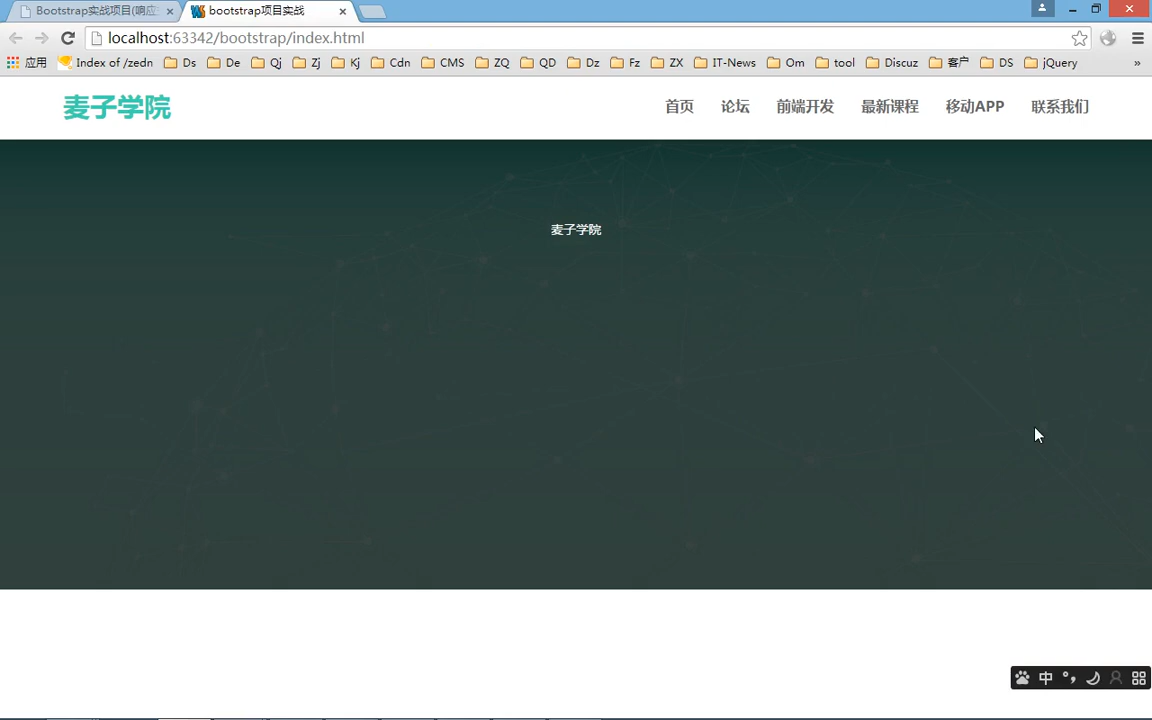 Bootstrap实战项目(响应
bootstrap项目实战
localhost:63342/bootstrap/index.html
应用 Index of /zedn Ds De Qj Zj Kj Cdn CMS ZQ QD Dz Fz ZX IT-News Om tool Discuz 客户 DS jQuery »
麦子学院
首页 论坛 前端开发 最新课程 移动APP 联系我们
麦子学院
中